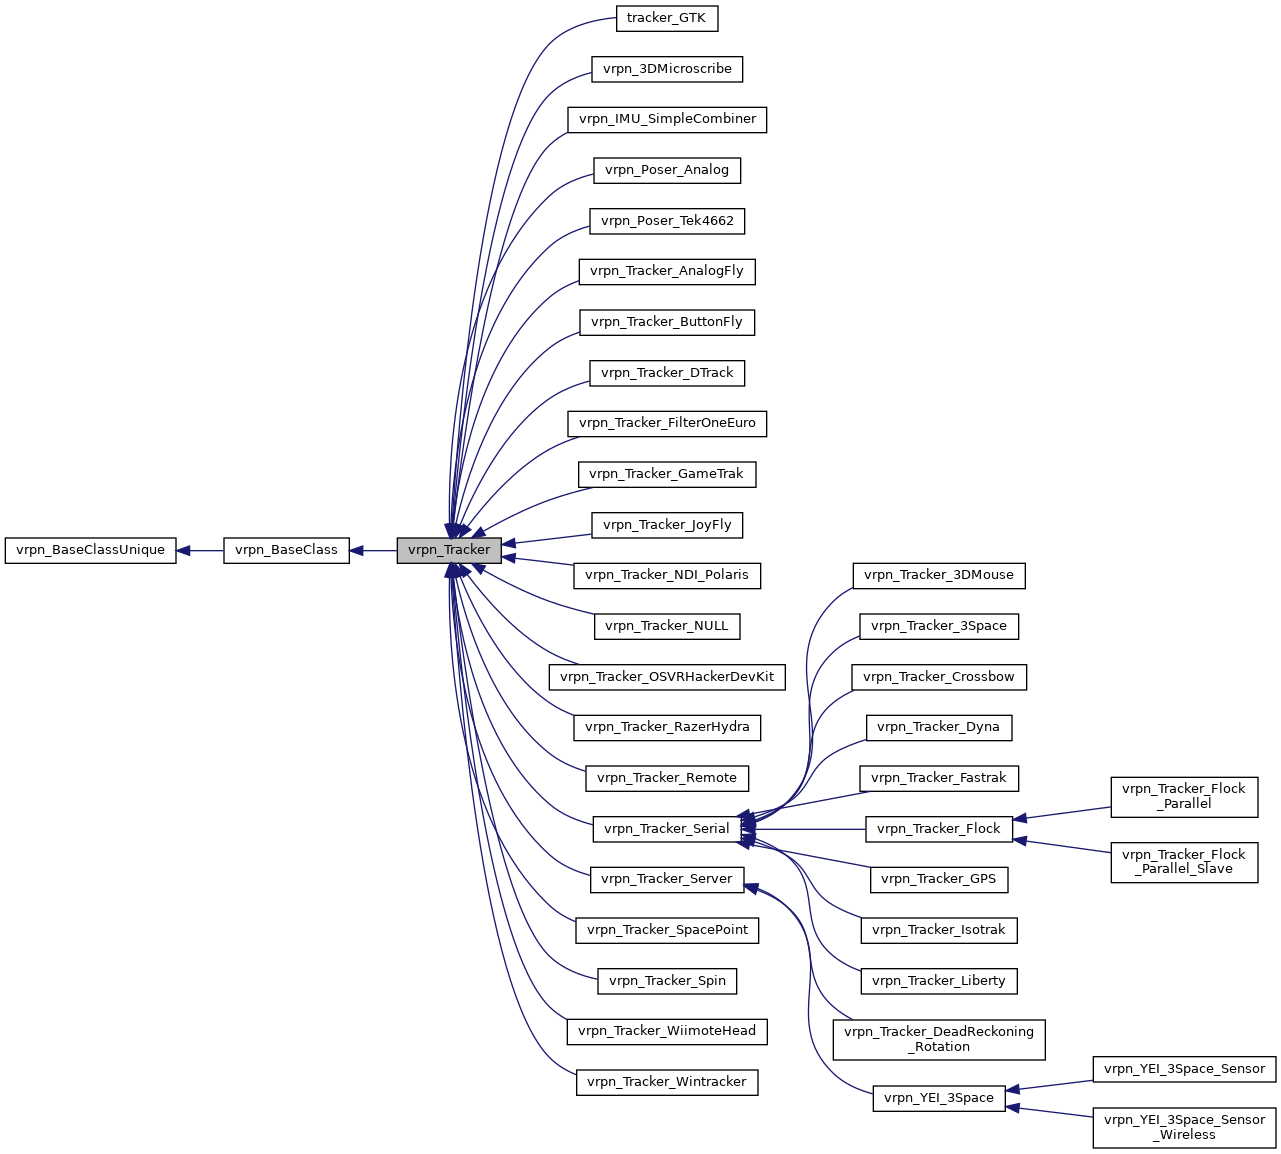 tracker_GTK
vrpn_3DMicroscribe
vrpn_IMU_SimpleCombiner
vrpn_Poser_Analog
vrpn_Poser_Tek4662
vrpn_Tracker_AnalogFly
vrpn_Tracker_ButtonFly
vrpn_Tracker_DTrack
vrpn_Tracker_FilterOneEuro
vrpn_Tracker_GameTrak
vrpn_Tracker_JoyFly
vrpn_BaseClassUnique
vrpn_BaseClass
vrpn_Tracker
vrpn_Tracker_NDI_Polaris
vrpn_Tracker_NULL
vrpn_Tracker_OSVRHackerDevKit
vrpn_Tracker_RazerHydra
vrpn_Tracker_Remote
vrpn_Tracker_Serial
vrpn_Tracker_Server
vrpn_Tracker_SpacePoint
vrpn_Tracker_Spin
vrpn_Tracker_WiimoteHead
vrpn_Tracker_Wintracker
vrpn_Tracker_3DMouse
vrpn_Tracker_3Space
vrpn_Tracker_Crossbow
vrpn_Tracker_Dyna
vrpn_Tracker_Fastrak
vrpn_Tracker_Flock
vrpn_Tracker_GPS
vrpn_Tracker_Isotrak
vrpn_Tracker_Liberty
vrpn_Tracker_DeadReckoning
_Rotation
vrpn_YEI_3Space
vrpn_Tracker_Flock
_Parallel
vrpn_Tracker_Flock
_Parallel_Slave
vrpn_YEI_3Space_Sensor
vrpn_YEI_3Space_Sensor
_Wireless